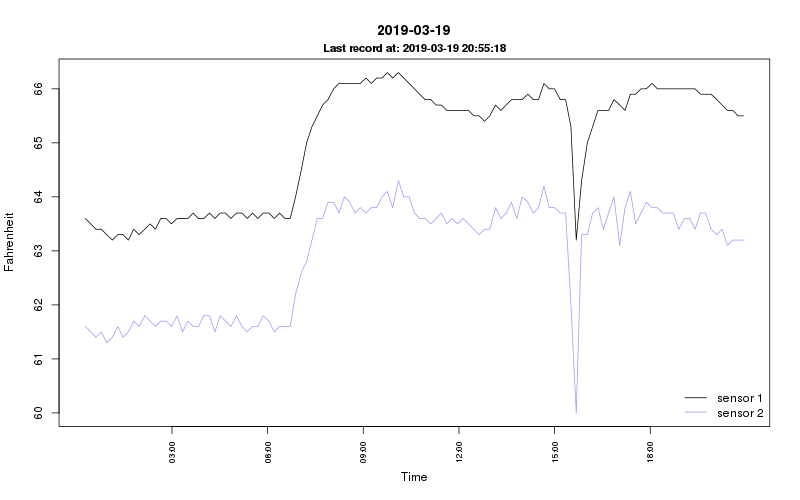 2019-03-19
Last record at: 2019-03-19 20:55:18
Fahrenheit
66
65
64
63
62
61
60
sensor 1
sensor 2
03:00 06:00 09:00 12:00 15:00 18:00
Time